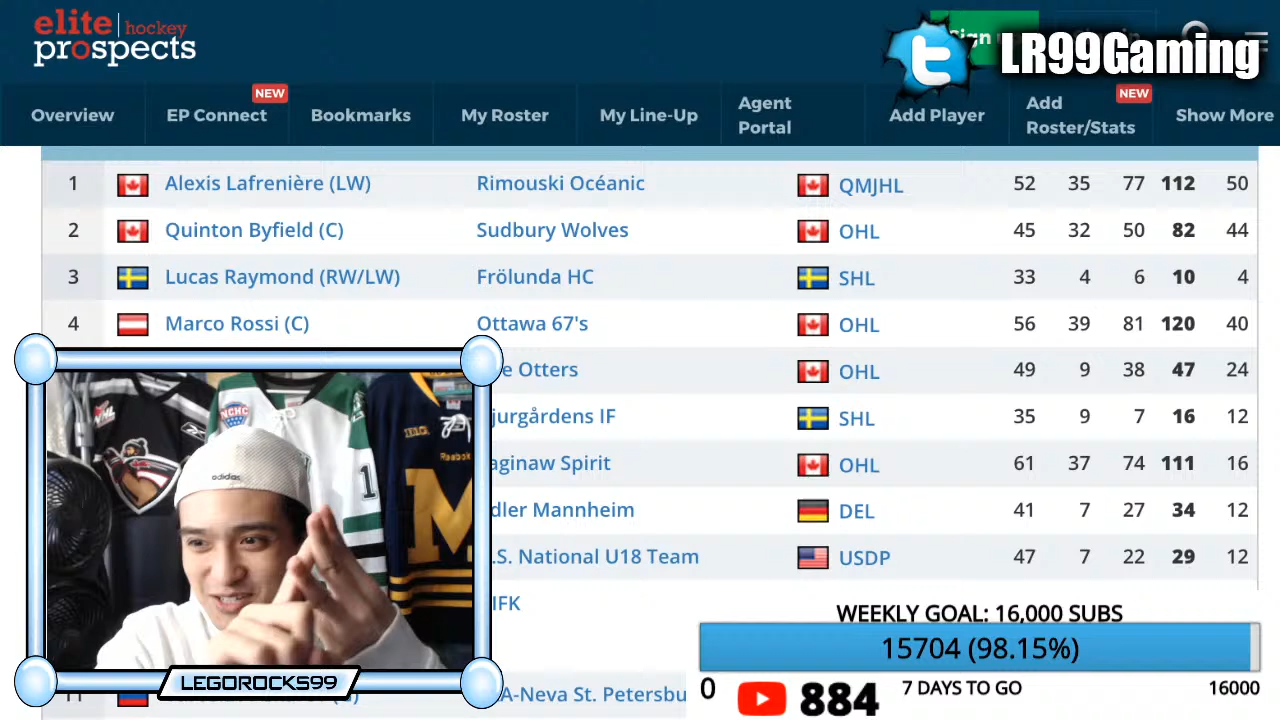 elite hockey
prospects
LR99Gaming
Overview
EP Connect
NEW
Bookmarks
My Roster
My Line-Up
Agent
Portal
Add Player
Add
Roster/Stats
NEW
Show More
1 Alexis Lafrenière (LW) Rimouski Océanic QMJHL 52 35 77 112 50
2 Quinton Byfield (C) Sudbury Wolves OHL 45 32 50 82 44
3 Lucas Raymond (RW/LW) Frölunda HC SHL 33 4 6 10 4
4 Marco Rossi (C) Ottawa 67's OHL 56 39 81 120 40
e Otters OHL 49 9 38 47 24
jurgårdens IF SHL 35 9 7 16 12
aginaw Spirit OHL 61 37 74 111 16
dler Mannheim DEL 41 7 27 34 12
.S. National U18 Team USDP 47 7 22 29 12
IFK
A-Neva St. Petersbu
WHL
NCHC
adidas
1
Reebok
M
LEGOROCKS99
WEEKLY GOAL: 16,000 SUBS
15704 (98.15%)
0 7 DAYS TO GO 16000
884